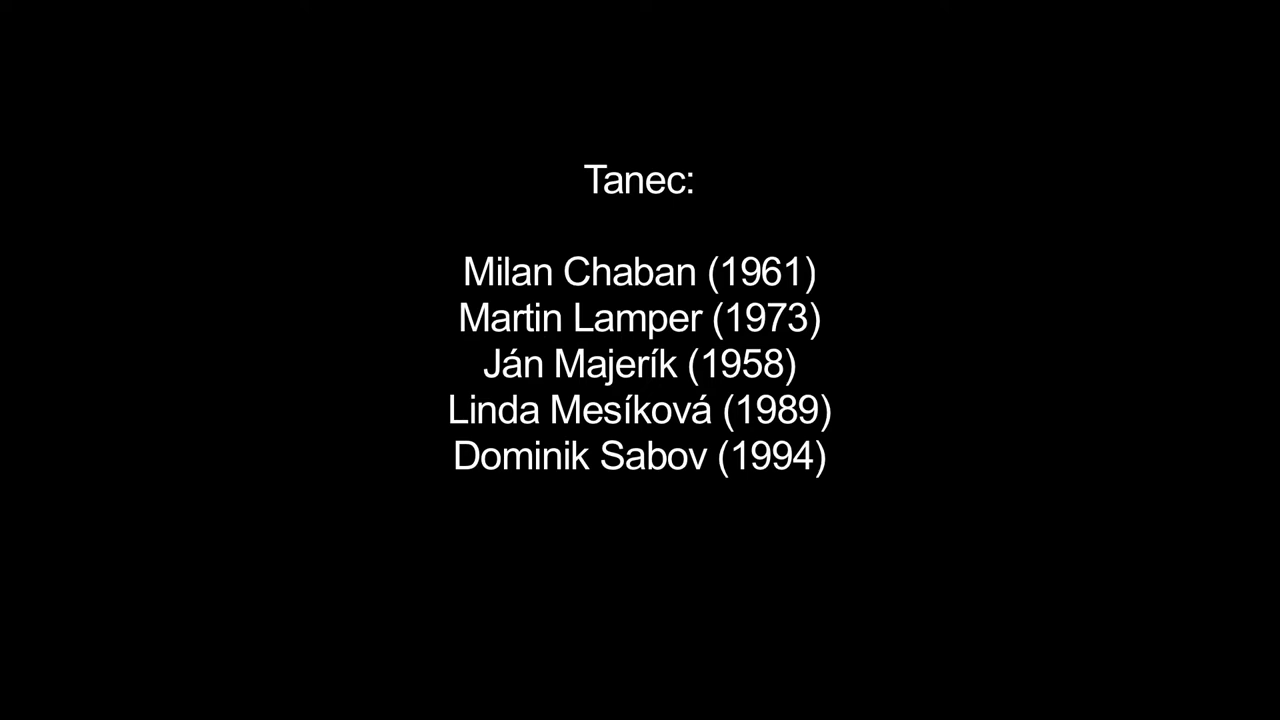 Tanec:
Milan Chaban (1961)
Martin Lamper (1973)
Ján Majerík (1958)
Linda Mesíková (1989)
Dominik Sabov (1994)